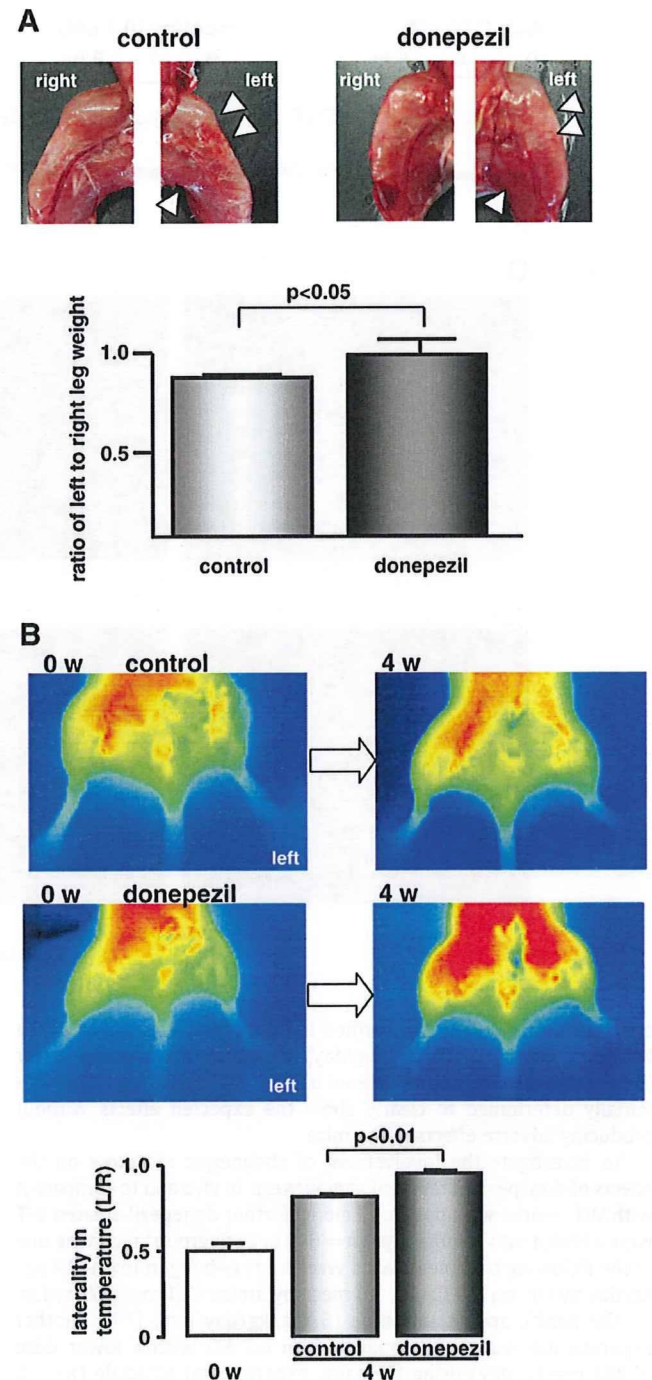 A
control donepezil
right left right left
p<0.05
ratio of left to right leg weight
1.0
0.5
control donepezil
B
0 w control 4 w
left
0 w donepezil 4 w
left
p<0.01
laterality in
temperature (L/R)
1.0
0.5
0
control donepezil
0 w 4 w